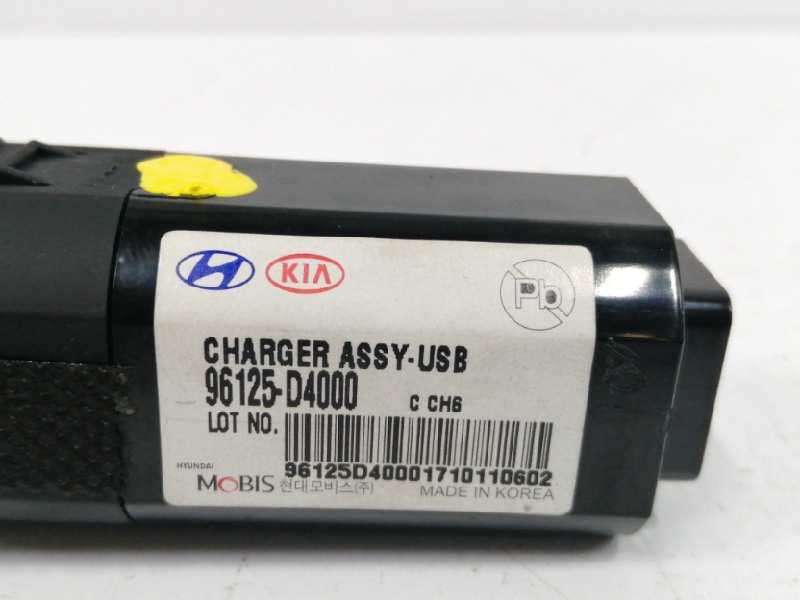 KIA
Pb
CHARGER ASSY-USB
96125-D4000 C CH6
LOT NO.
96125D40001710110602
HYUNDAI
MOBIS 현대모비스(주) MADE IN KOREA